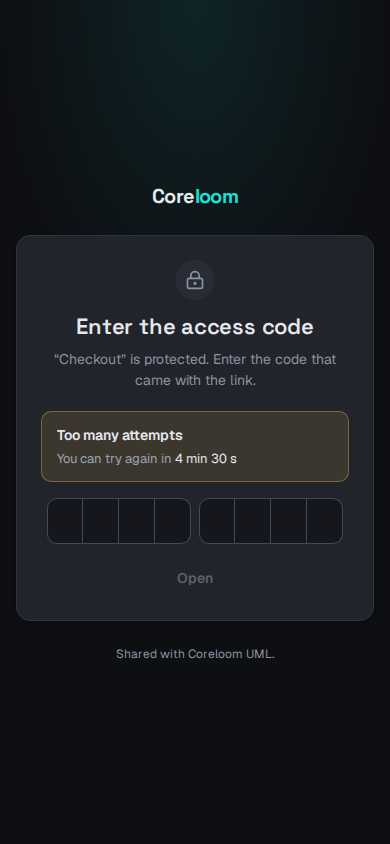 Coreloom
Enter the access code
“Checkout” is protected. Enter the code that
came with the link.
Too many attempts
You can try again in 4 min 30 s
Open
Shared with Coreloom UML.